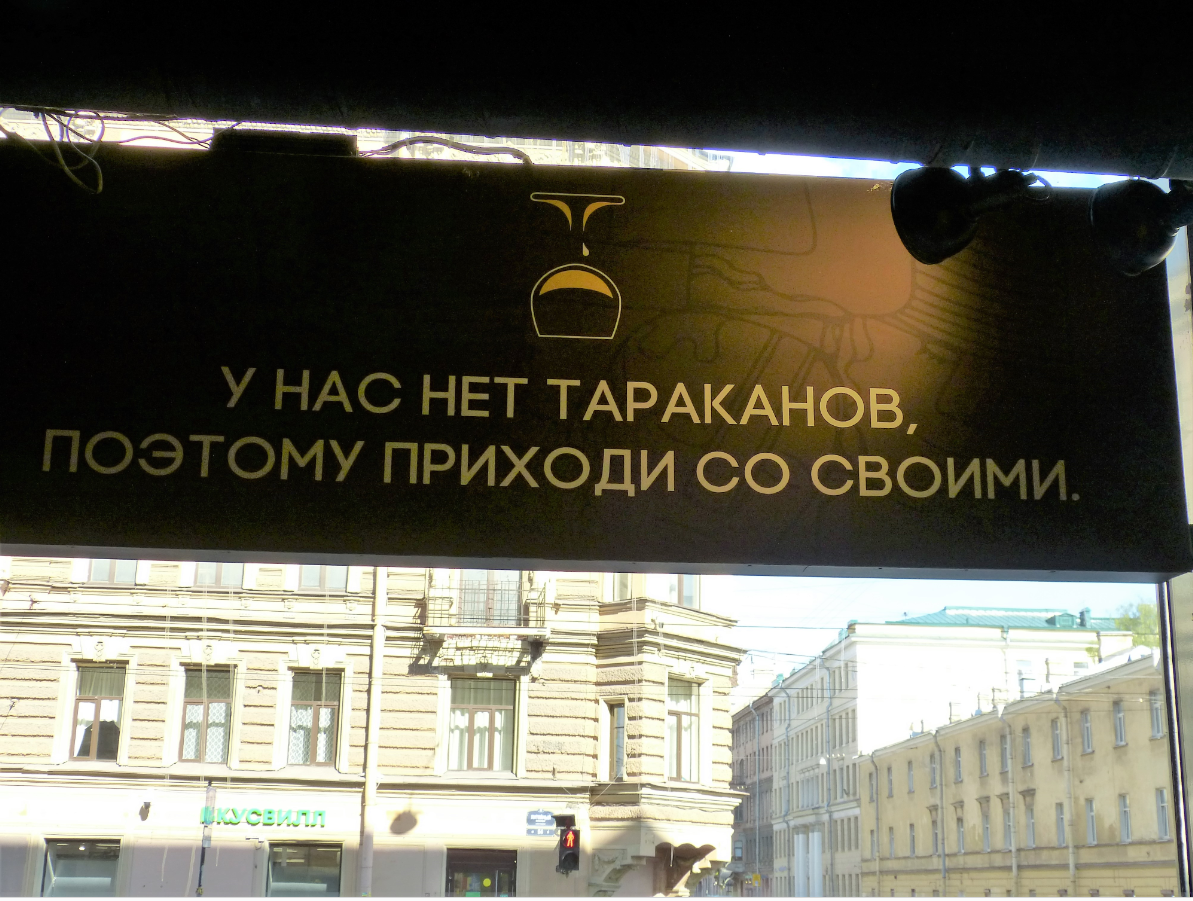 У НАС НЕТ ТАРАКАНОВ,
ПОЭТОМУ ПРИХОДИ СО СВОИМИ.
ВКУСВИЛЛ